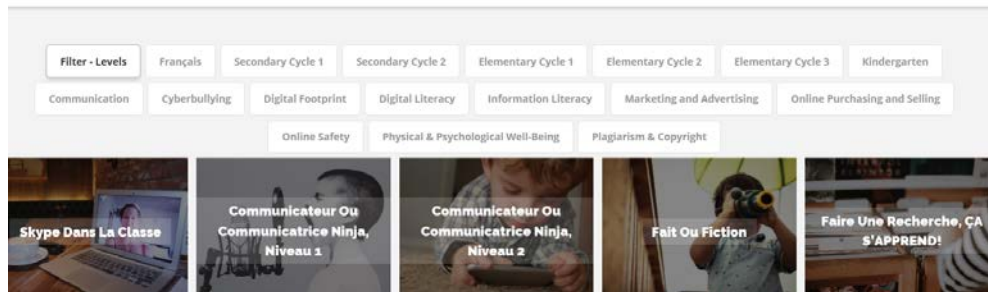 Filter - Levels Français Secondary Cycle 1 Secondary Cycle 2 Elementary Cycle 1 Elementary Cycle 2 Elementary Cycle 3 Kindergarten
Communication Cyberbullying Digital Footprint Digital Literacy Information Literacy Marketing and Advertising Online Purchasing and Selling
Online Safety Physical & Psychological Well-Being Plagiarism & Copyright
Skype Dans La Classe
Communicateur Ou
Communicatrice Ninja,
Niveau 1
Communicateur Ou
Communicatrice Ninja,
Niveau 2
Fait Ou Fiction
Faire Une Recherche, ÇA
S'APPREND!